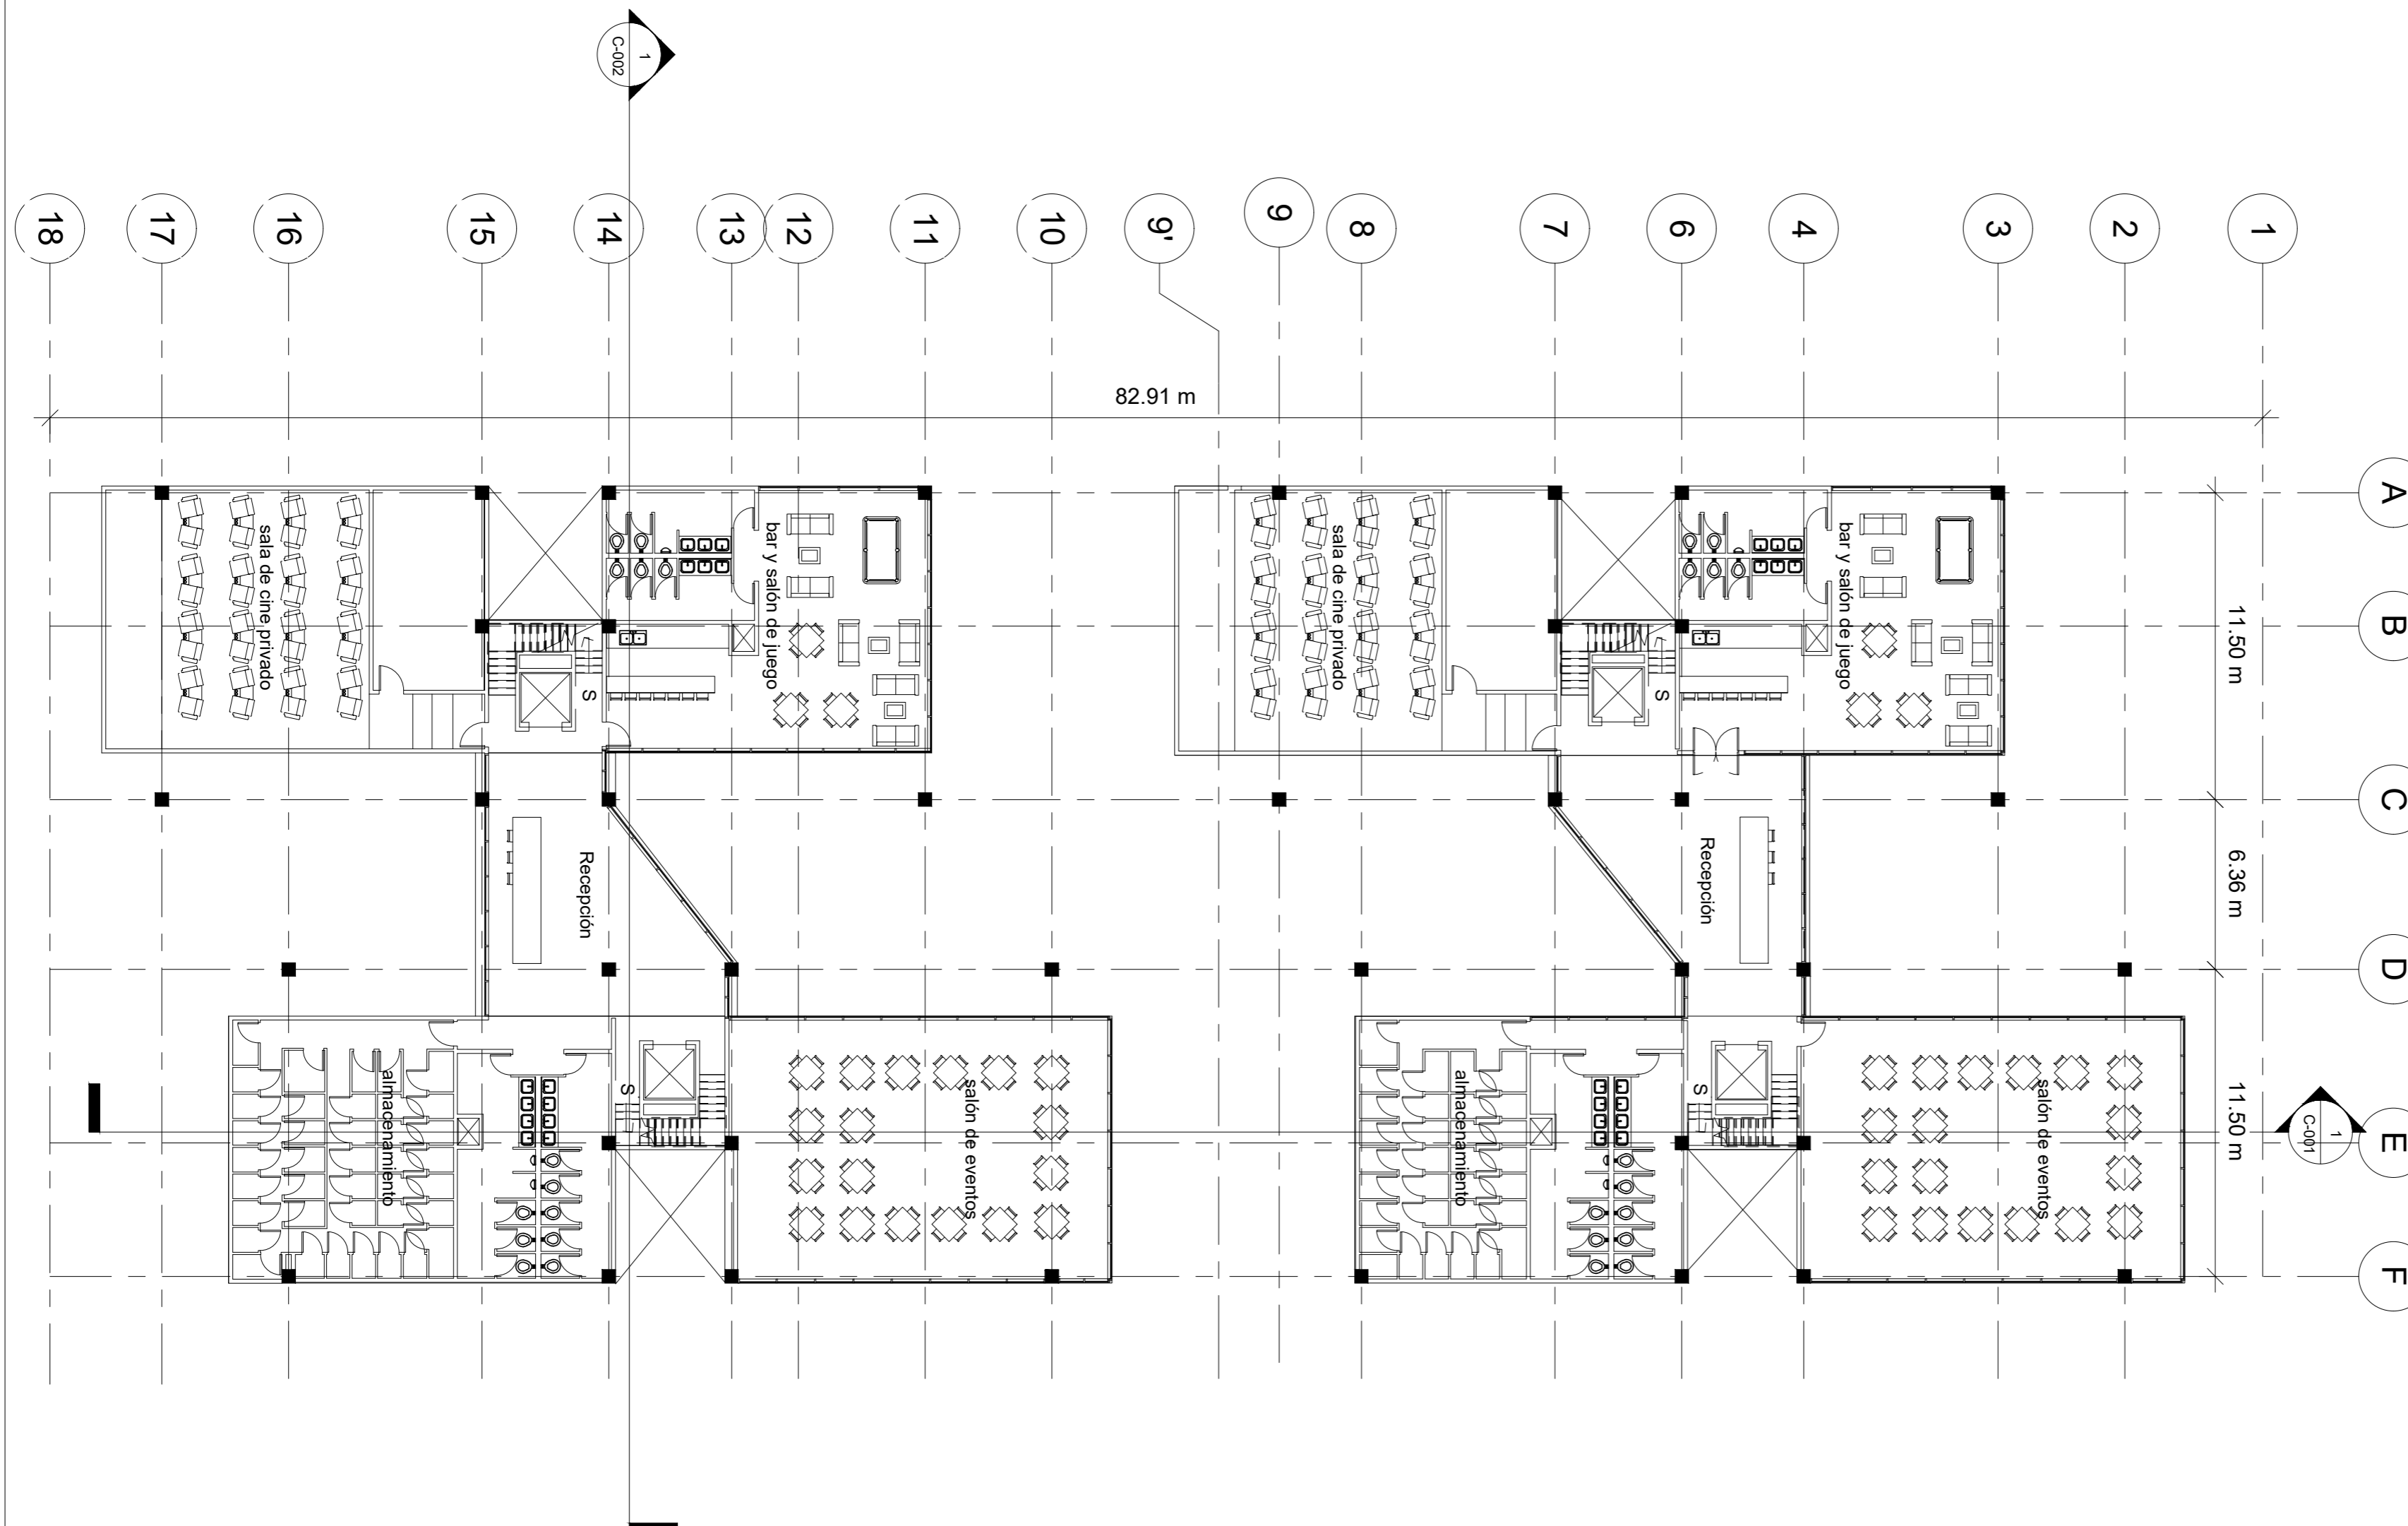 1
C-002
18
17
16
15
14
13
12
11
10
9'
9
8
7
6
4
3
2
1
82.91 m
A
B
C
D
E
F
11.50 m
6.36 m
11.50 m
sala de cine privado
bar y salón de juego
S
sala de cine privado
bar y salón de juego
S
Recepción
Recepción
almacenamiento
S
salón de eventos
almacenamiento
S
salón de eventos
1
C-001